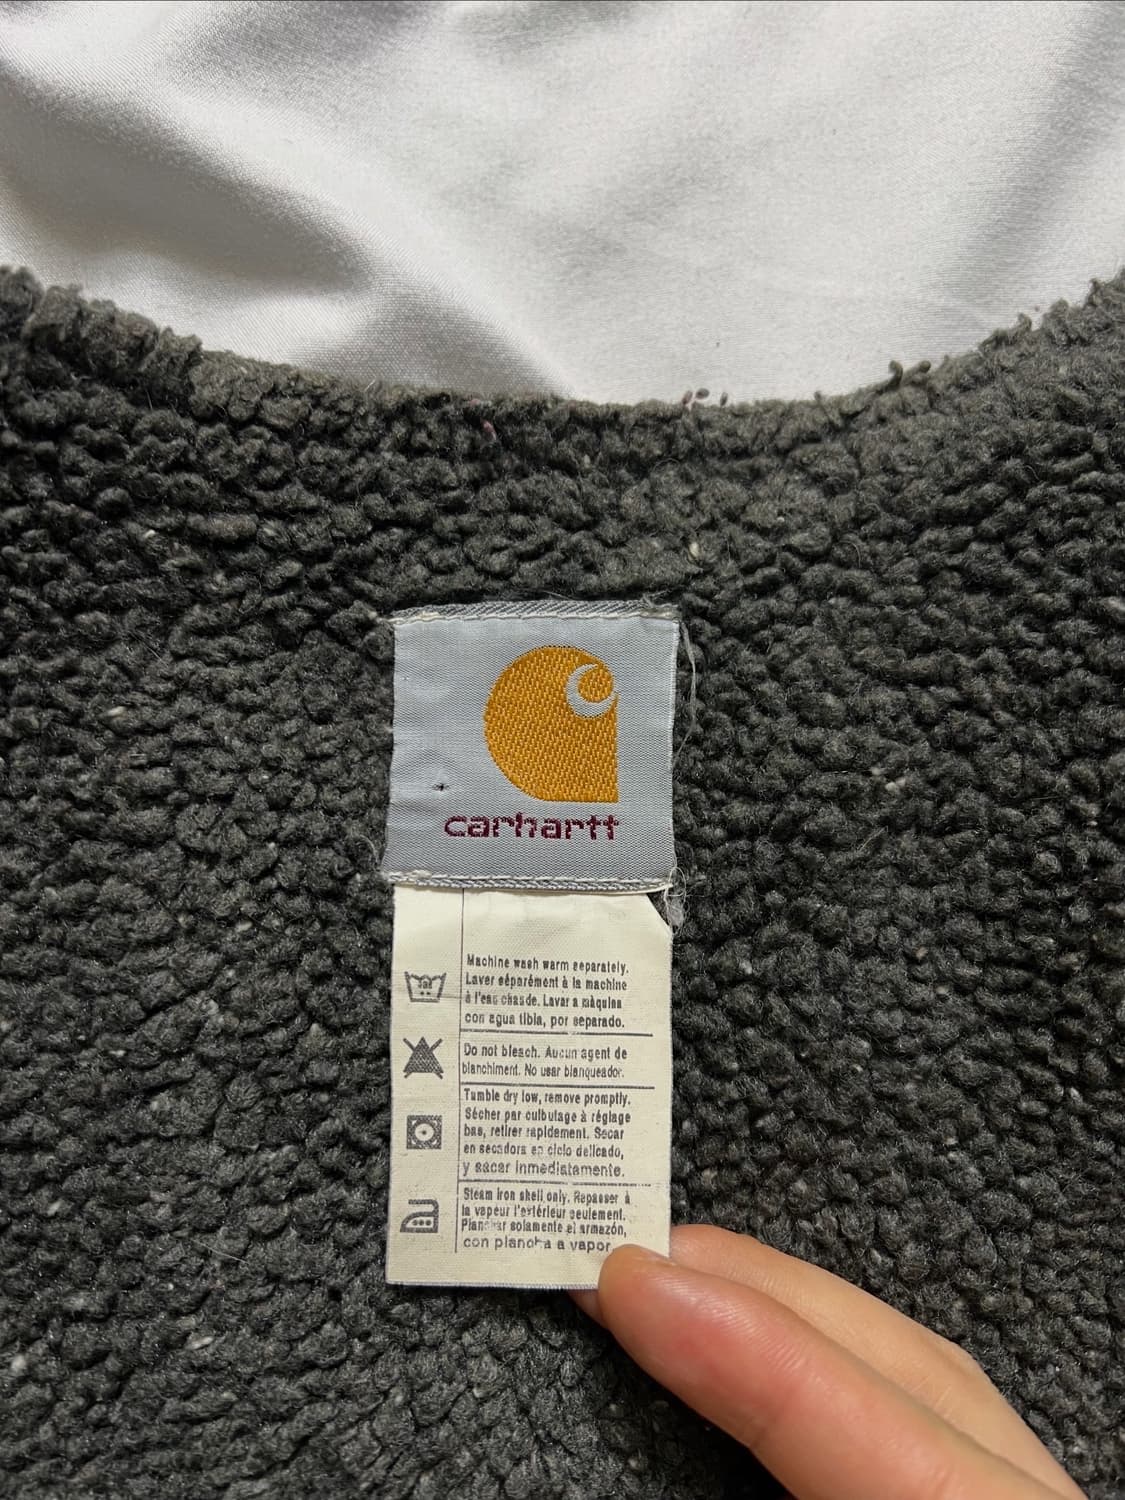 carhartt
Machine wash warm separately.
Laver séparément à la machine
à l'eau chaude. Lavar a màquina
con agua tibia, por separado.
Do not bleach. Aucun agent de
blanchiment. No usar blanqueador.
Tumble dry low, remove promptly.
Sécher par culbutage à réglage
bas, retirer rapidement. Secar
en secadora en ciclo delicado,
y sacar inmediatamente.
Steam iron shell only. Repasser à
la vapeur l'extérieur seulement.
Planchar solamente el armazón,
con plancha a vapor.